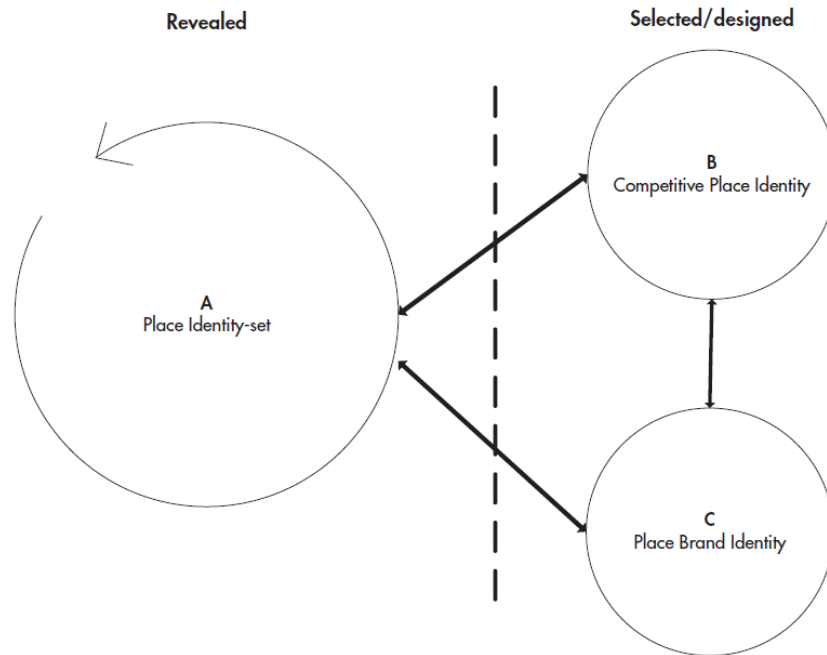 Revealed
Selected/designed
A
Place Identity-set
B
Competitive Place Identity
C
Place Brand Identity